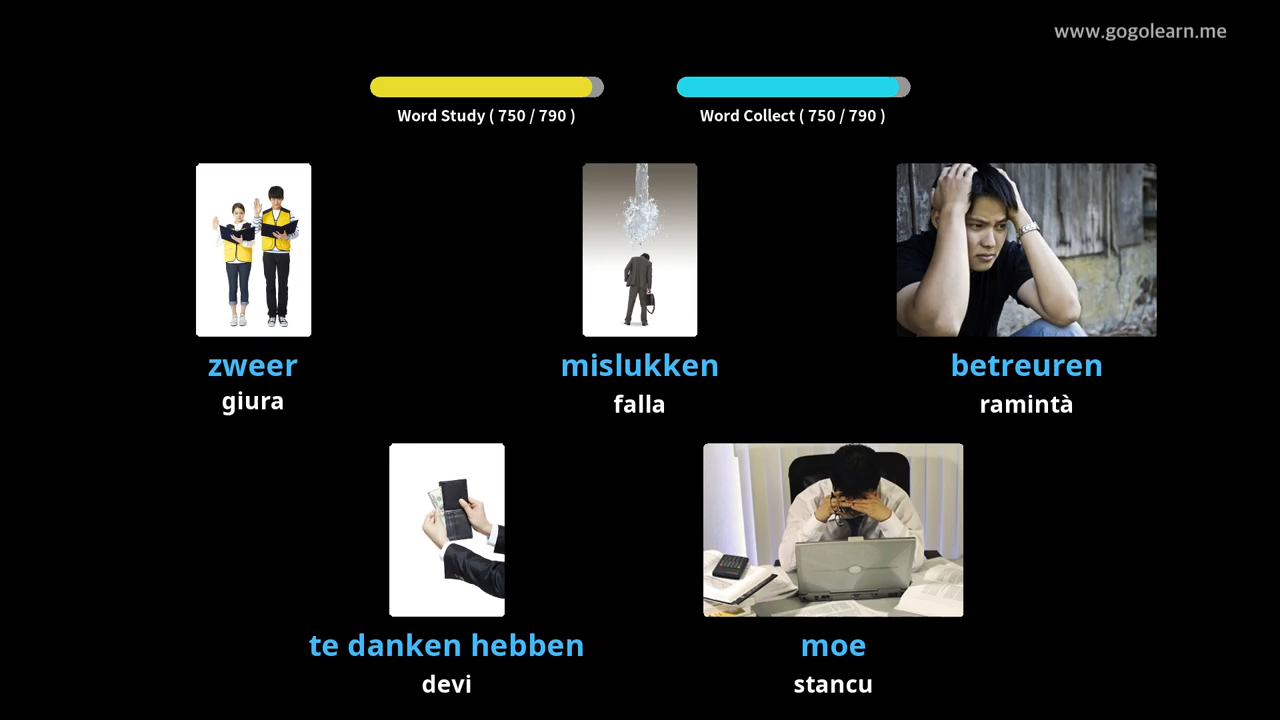 www.gogolearn.me
Word Study ( 750 / 790 )
Word Collect ( 750 / 790 )
zweer
giura
mislukken
falla
betreuren
ramintà
te danken hebben
devi
moe
stancu